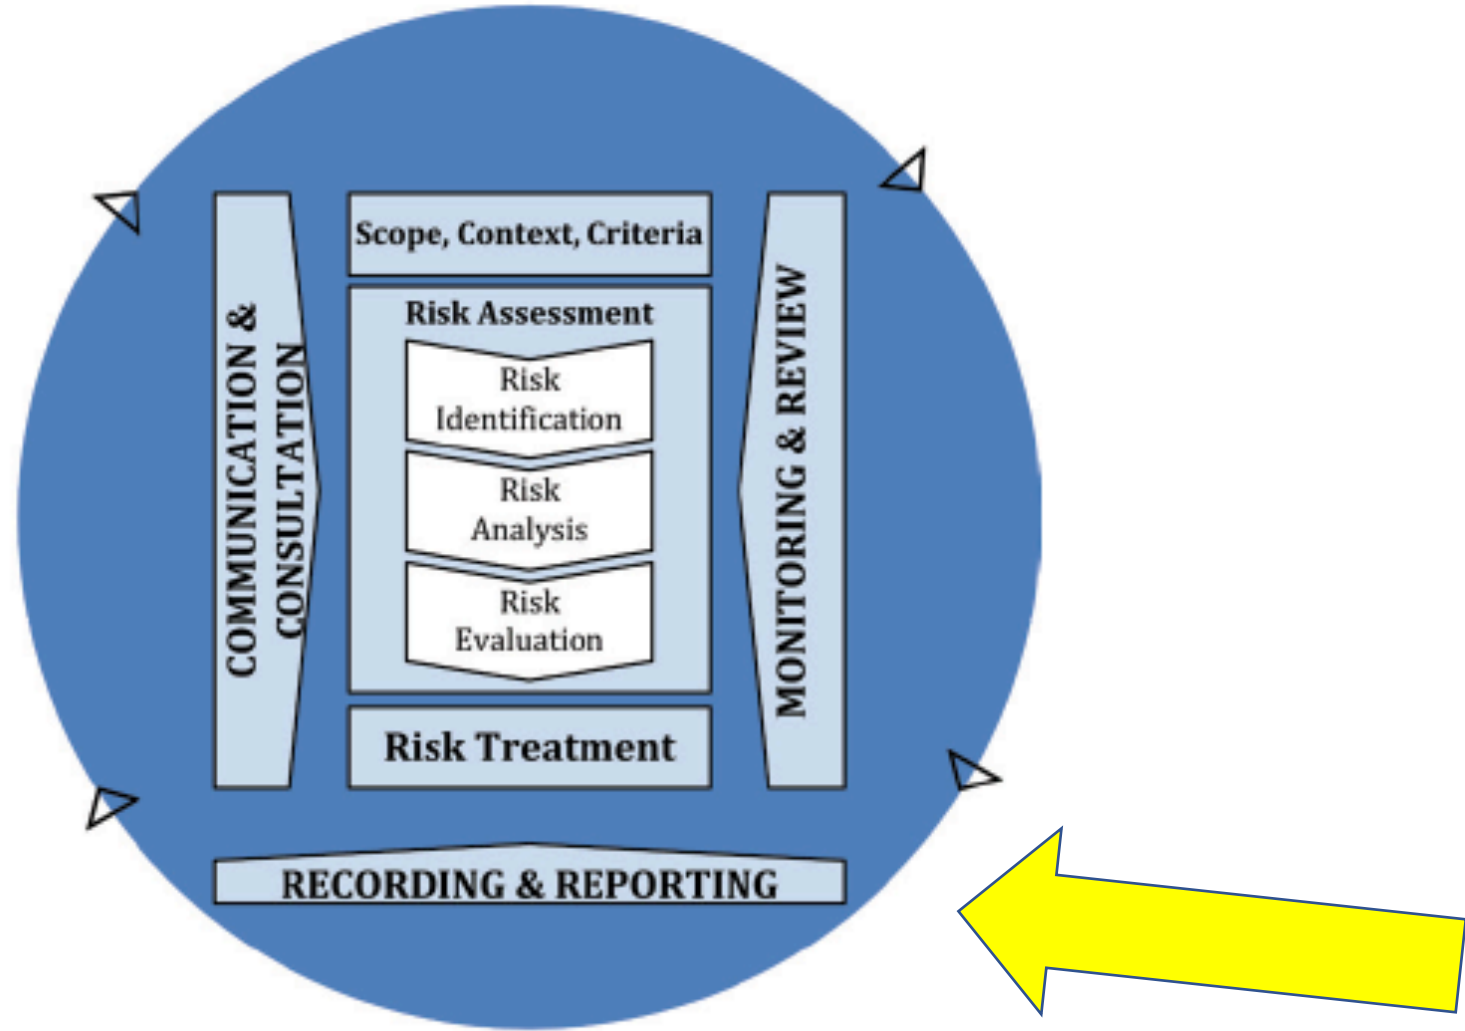 Scope, Context, Criteria
Risk Assessment
Risk
Identification
Risk
Analysis
Risk
Evaluation
Risk Treatment
COMMUNICATION &
CONSULTATION
MONITORING & REVIEW
RECORDING & REPORTING